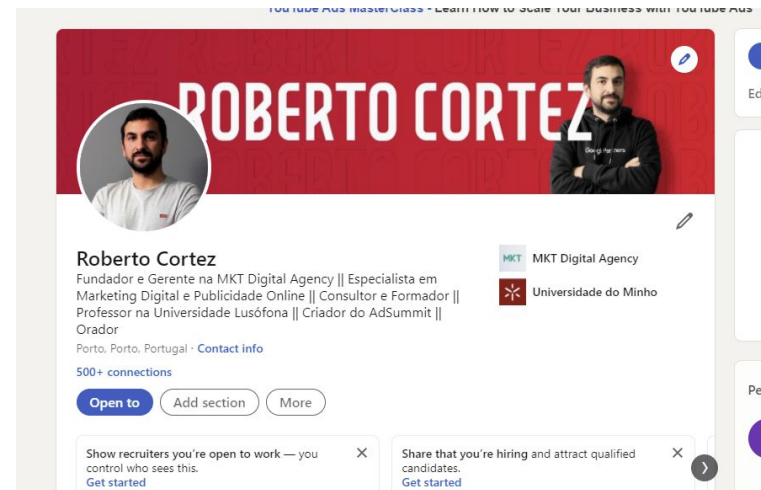 YouTube Ads MasterClass - Learn How to Scale Your Business with YouTube Ads
ROBERTO CORTEZ
Google Partners
Roberto Cortez
Fundador e Gerente na MKT Digital Agency || Especialista em
Marketing Digital e Publicidade Online || Consultor e Formador ||
Professor na Universidade Lusófona || Criador do AdSummit ||
Orador
Porto, Porto, Portugal · Contact info
500+ connections
Open to
Add section
More
MKT MKT Digital Agency
Universidade do Minho
Show recruiters you're open to work — you
control who sees this.
Get started
Share that you're hiring and attract qualified
candidates.
Get started
Ed
Pe